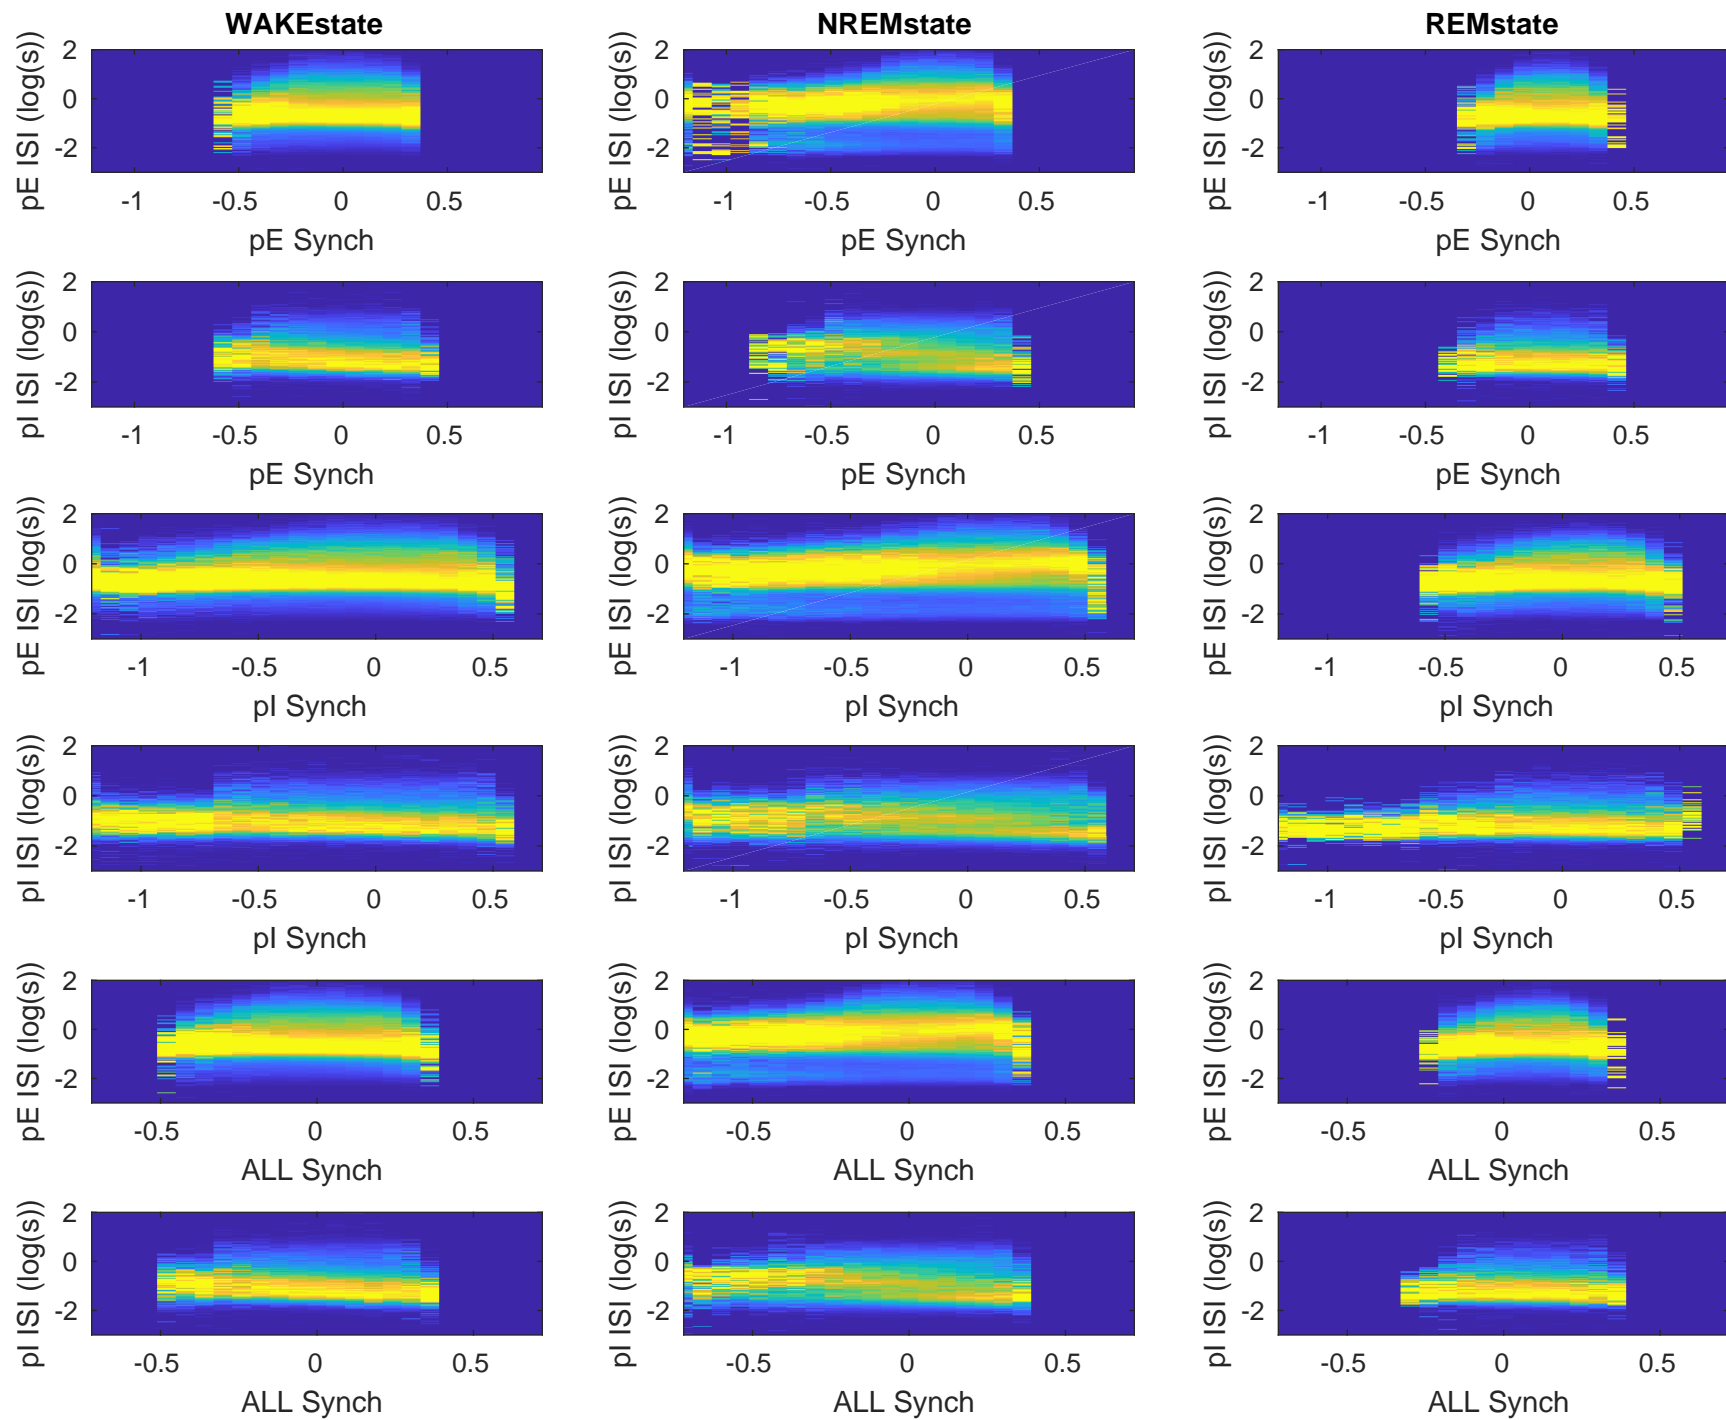 WAKEstate NREMstate REMstate
pE ISI (log(s)) 2 0 -2 pE ISI (log(s)) 2 0 -2 pE ISI (log(s)) 2 0 -2
-1 -0.5 0 0.5 -1 -0.5 0 0.5 -1 -0.5 0 0.5
pE Synch pE Synch pE Synch
pI ISI (log(s)) 2 0 -2 pI ISI (log(s)) 2 0 -2 pI ISI (log(s)) 2 0 -2
-1 -0.5 0 0.5 -1 -0.5 0 0.5 -1 -0.5 0 0.5
pE Synch pE Synch pE Synch
pE ISI (log(s)) 2 0 -2 pE ISI (log(s)) 2 0 -2 pE ISI (log(s)) 2 0 -2
-1 -0.5 0 0.5 -1 -0.5 0 0.5 -1 -0.5 0 0.5
pI Synch pI Synch pI Synch
pI ISI (log(s)) 2 0 -2 pI ISI (log(s)) 2 0 -2 pI ISI (log(s)) 2 0 -2
-1 -0.5 0 0.5 -1 -0.5 0 0.5 -1 -0.5 0 0.5
pI Synch pI Synch pI Synch
pE ISI (log(s)) 2 0 -2 pE ISI (log(s)) 2 0 -2 pE ISI (log(s)) 2 0 -2
-0.5 0 0.5 -0.5 0 0.5 -0.5 0 0.5
ALL Synch ALL Synch ALL Synch
pI ISI (log(s)) 2 0 -2 pI ISI (log(s)) 2 0 -2 pI ISI (log(s)) 2 0 -2
-0.5 0 0.5 -0.5 0 0.5 -0.5 0 0.5
ALL Synch ALL Synch ALL Synch